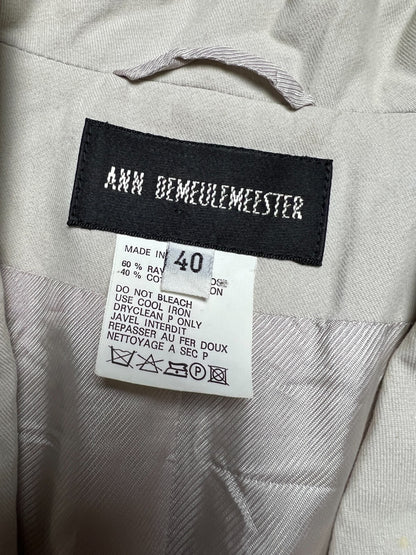 ANN DEMEULEMEESTER
40
MADE IN
60 % RAY
40 % CO
DO NOT BLEACH
USE COOL IRON
DRYCLEAN P ONLY
JAVEL INTERDIT
REPASSER AU FER DOUX
NETTOYAGE A SEC P
P